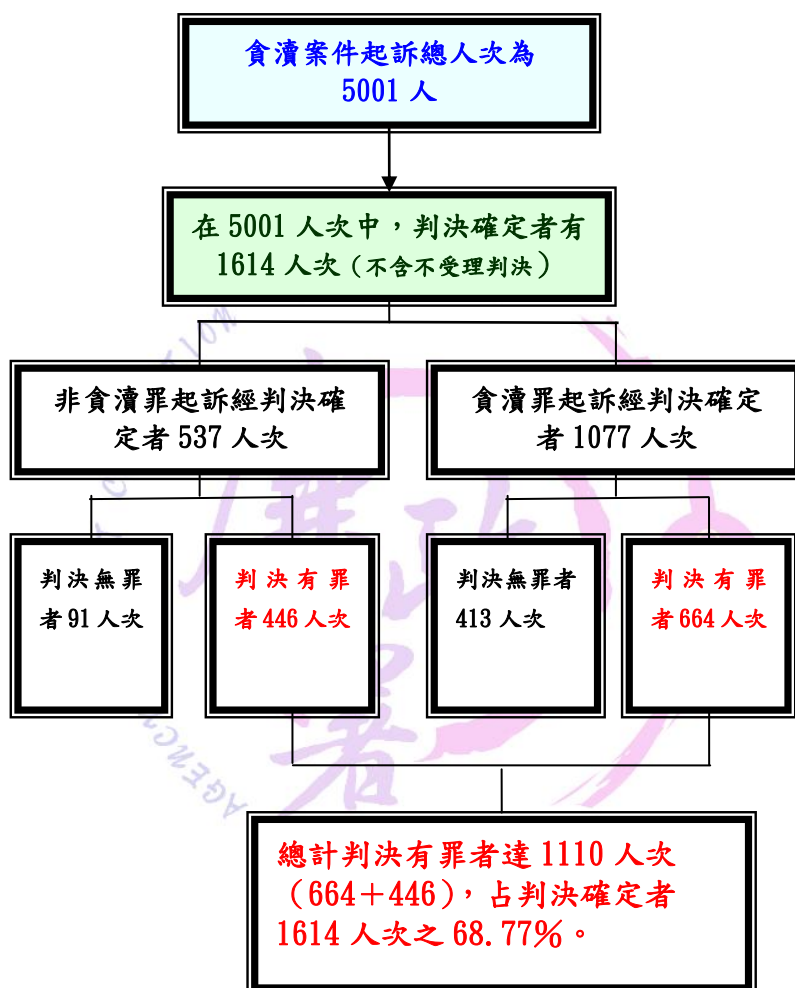 貪瀆案件起訴總人次為
5001 人
在 5001 人次中，判決確定者有
1614 人次（不含不受理判決）
非貪瀆罪起訴經判決確
定者 537 人次
貪瀆罪起訴經判決確定
者 1077 人次
判決無罪
者 91 人次
判決有罪
者 446 人次
判決無罪者
413 人次
判決有罪
者 664 人次
總計判決有罪者達 1110 人次
（664＋446），占判決確定者
1614 人次之 68.77％。
廉政
署
AGENCY